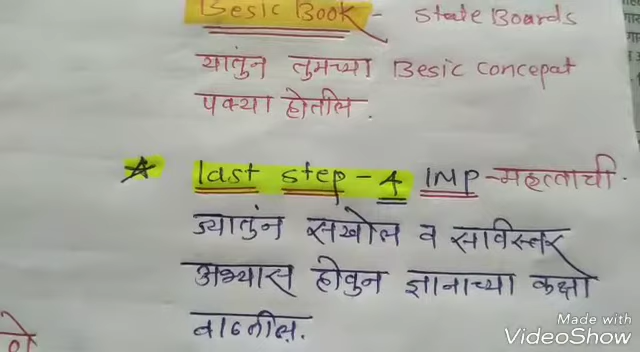 Besic Book - State Boards
यातुंन तुमच्या Besic concepat
पक्या होतील.
☆ last step - 4 IMP - महत्ताची.
ज्यातुंन सखोल व सविस्तर
अभ्यास होवुन ज्ञानाच्या कक्षा
वाढतील.
Made with
VideoShow